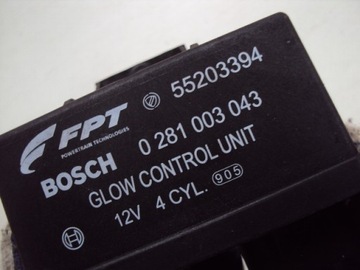 FPT
POWERTRAIN TECHNOLOGIES
55203394
BOSCH
0 281 003 043
GLOW CONTROL UNIT
12V 4 CYL. 905